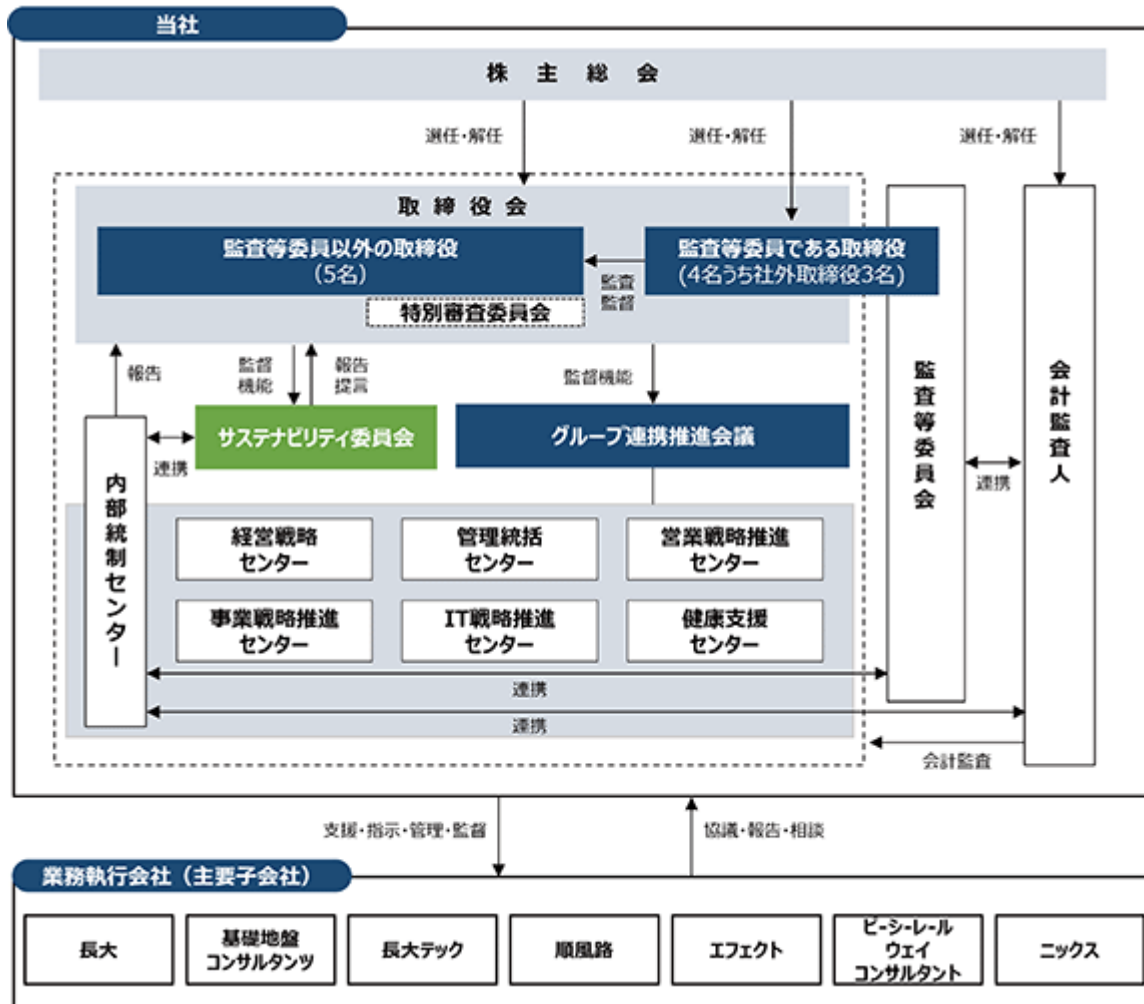 当社
株主総会
選任・解任
選任・解任
選任・解任
取締役会
監査等委員以外の取締役
(5名)
監査等委員である取締役
(4名うち社外取締役3名)
監査
監督
特別審査委員会
報告
監督
機能
報告
提言
監督機能
サステナビリティ委員会
グループ連携推進会議
連携
内部統制センター
監査等委員会
連携
会計監査人
経営戦略
センター
管理統括
センター
営業戦略推進
センター
事業戦略推進
センター
IT戦略推進
センター
健康支援
センター
連携
連携
会計監査
支援・指示・管理・監督
協議・報告・相談
業務執行会社（主要子会社）
長大
基礎地盤
コンサルタンツ
長大テック
順風路
エフェクト
ピーシーレール
ウェイ
コンサルタント
ニックス